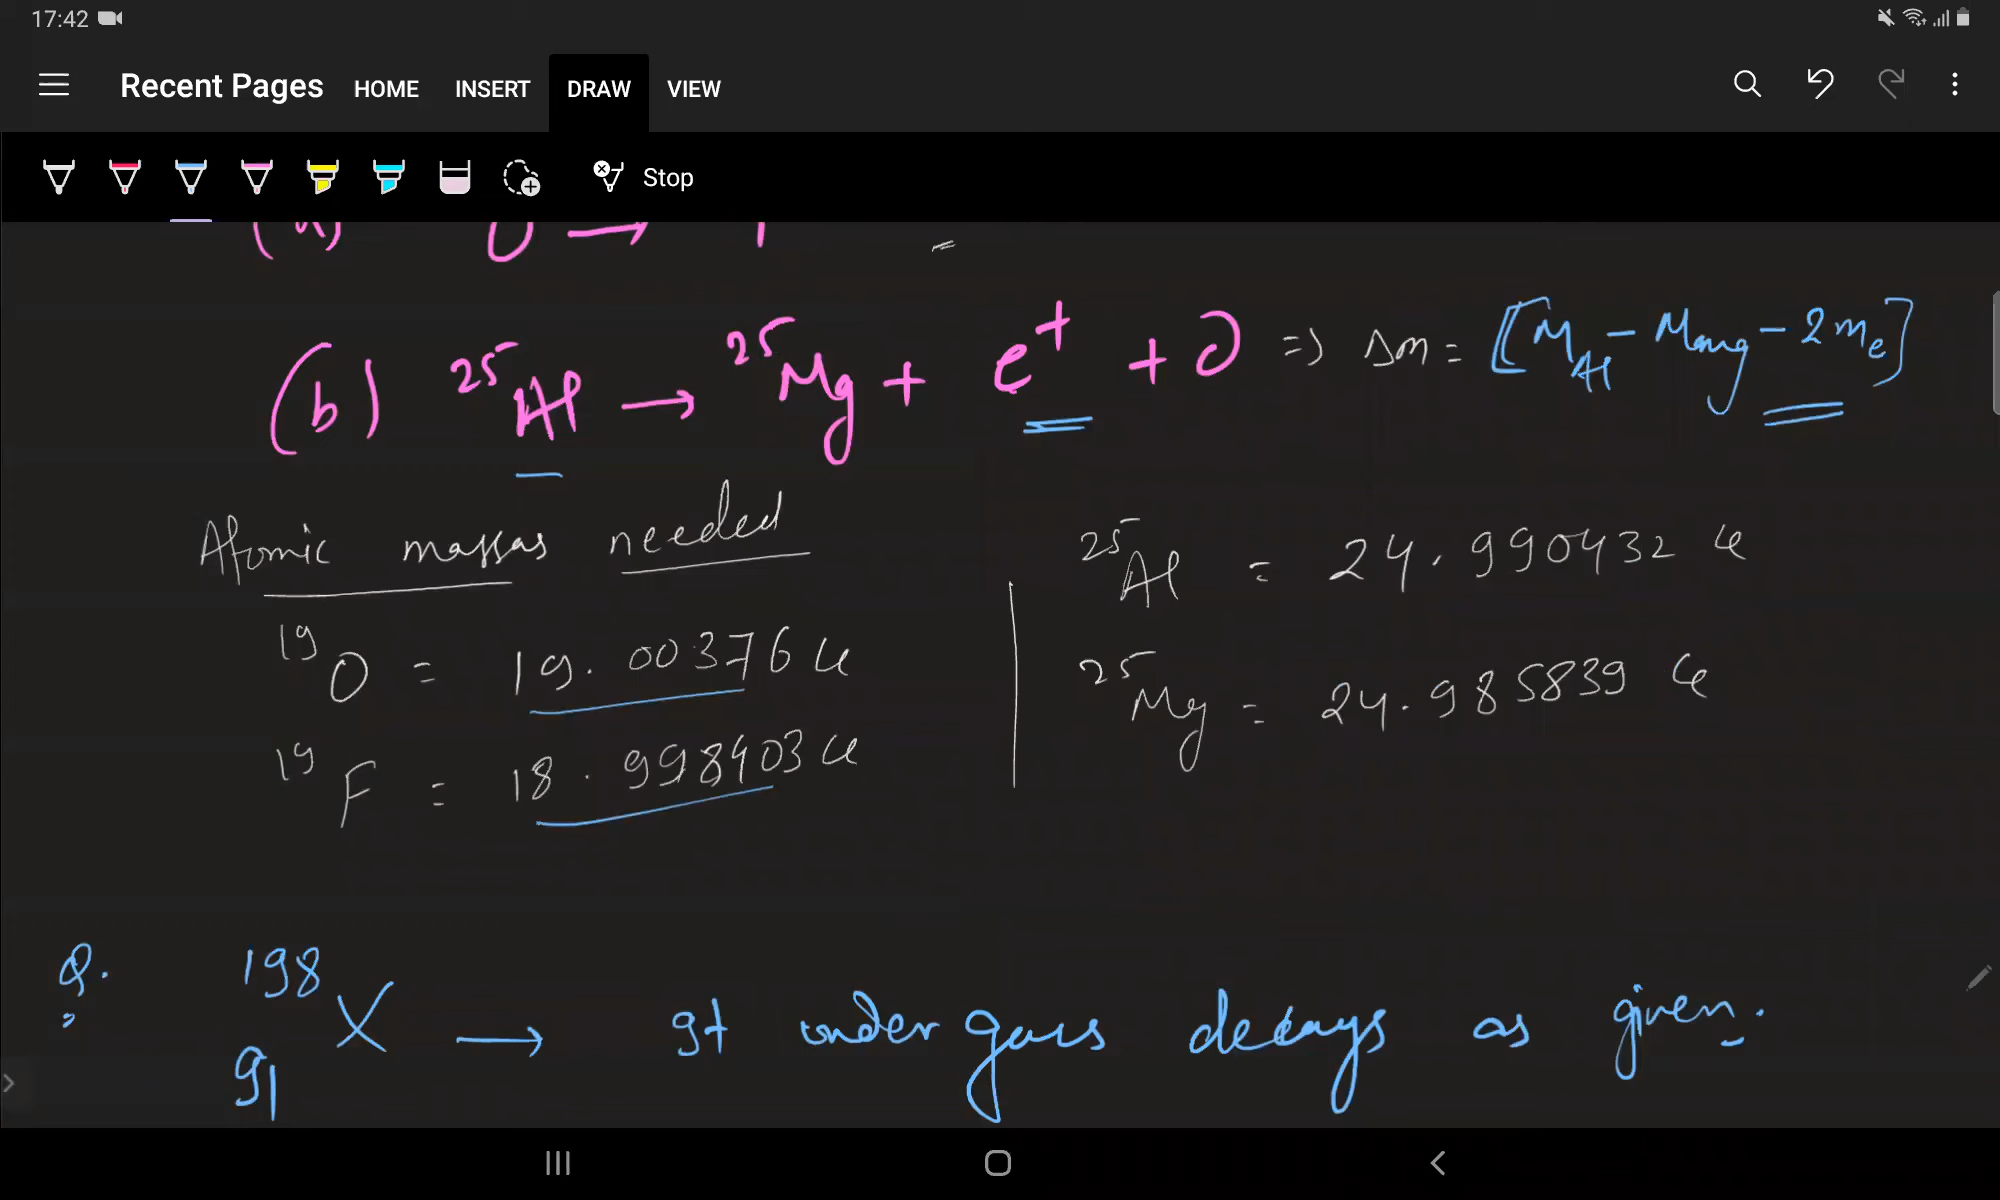 17:42
Recent Pages HOME INSERT DRAW VIEW
Stop
(b) ²⁵Al → ²⁵Mg + e⁺ + ν ⇒ Δm = [M_Al - M_mg - 2m_e]
Atomic masses needed
²⁵Al = 24.990432 u
¹⁹O = 19.00376 u
²⁵Mg = 24.985839 u
¹⁹F = 18.998403 u
Q. ¹⁹⁸₉₁X → It undergoes decays as given.